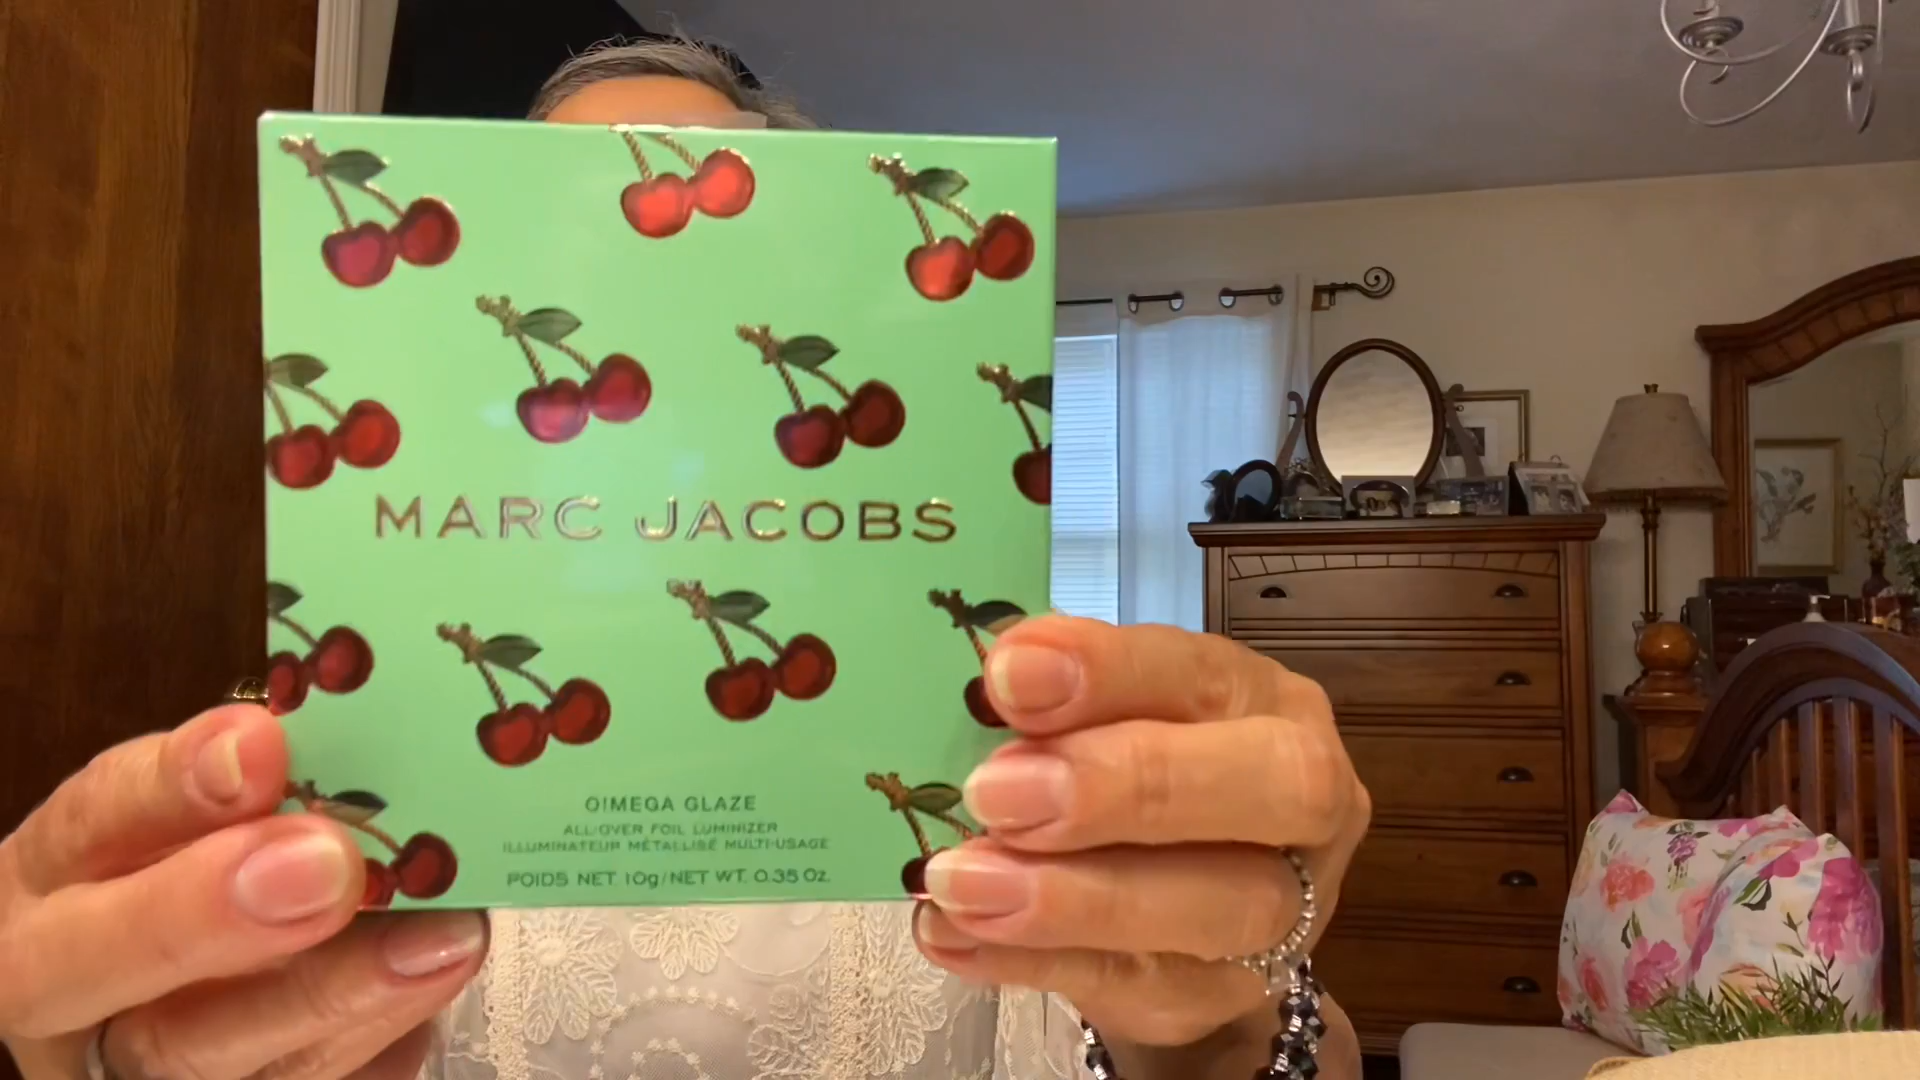 MARC JACOBS
O!MEGA GLAZE
ALL-OVER FOIL LUMINIZER
ILLUMINATEUR MÉTALLISÉ MULTI-USAGE
POIDS NET 10g/NET WT. 0.35 Oz.